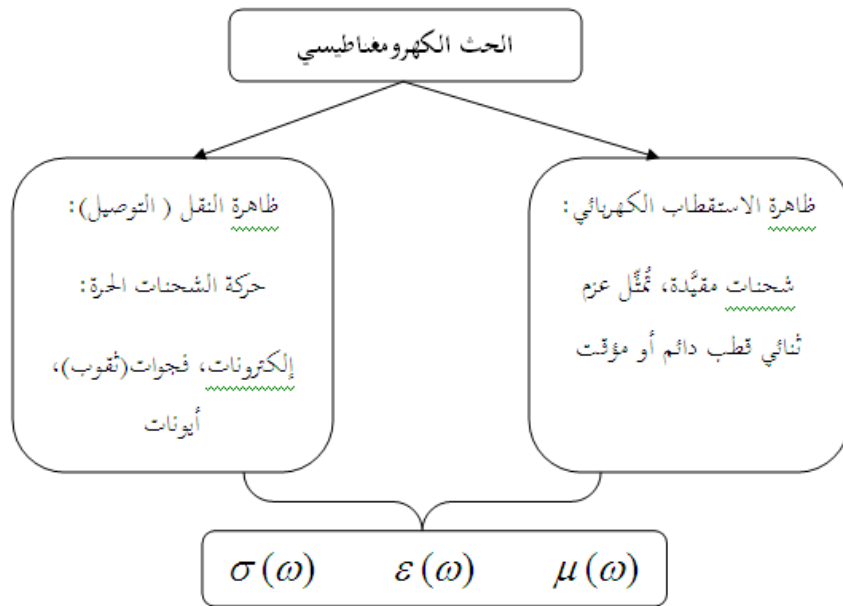 الحث الكهرومغناطيسي
ظاهرة الاستقطاب الكهربائي:
شحنات مقيَّدة، تُمثِّل عزم
ثنائي قطب دائم أو مؤقت
ظاهرة النقل ( التوصيل):
حركة الشحنات الحرة:
إلكترونات، فجوات(ثقوب)،
أيونات
σ(ω) ε(ω) μ(ω)